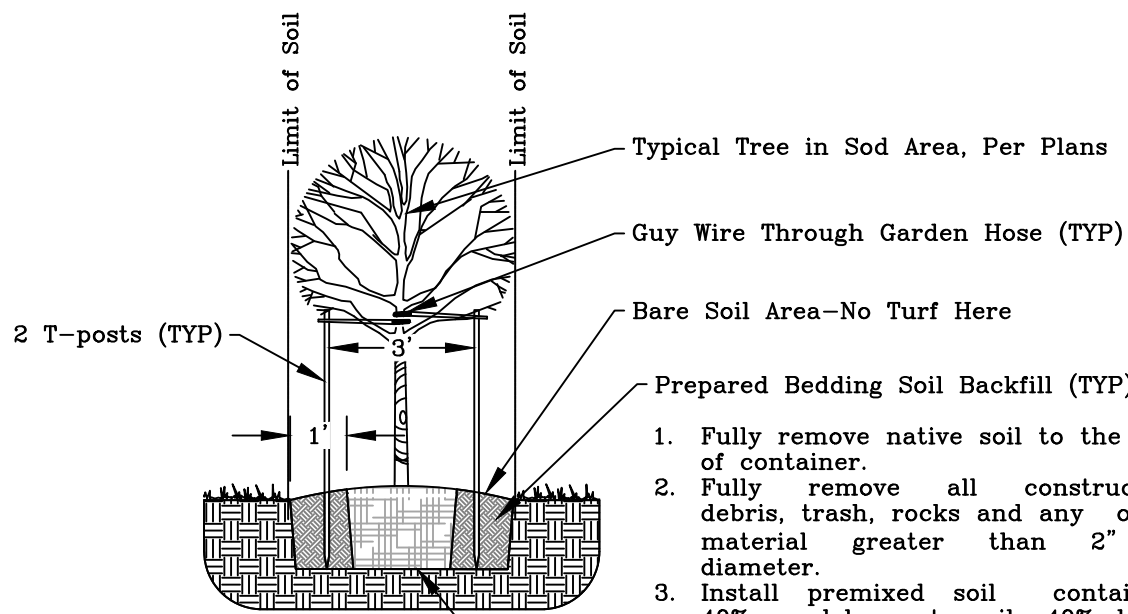 Limit of Soil
Limit of Soil
Typical Tree in Sod Area, Per Plans
Guy Wire Through Garden Hose (TYP)
Bare Soil Area-No Turf Here
2 T-posts (TYP)
3'
Prepared Bedding Soil Backfill (TYP)
1'
1. Fully remove native soil to the
of container.
2. Fully remove all
debris, trash, rocks and any
material greater than 2"
diameter.
3. Install premixed soil